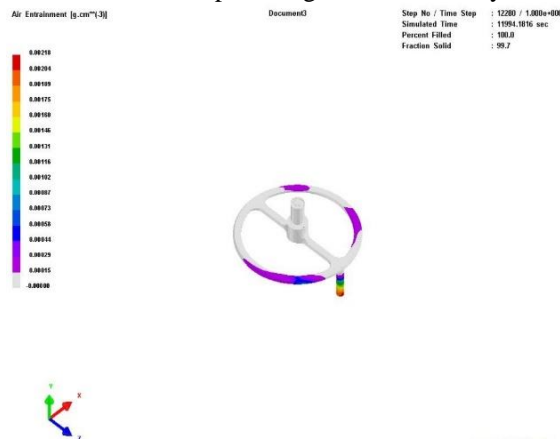 Air Entrainment [g.cm**(-3)]
Document3
Step No / Time Step : 12280 / 1.000e+00
Simulated Time : 11994.1816 sec
Percent Filled : 100.0
Fraction Solid : 99.7
0.00218
0.00204
0.00189
0.00175
0.00160
0.00146
0.00131
0.00116
0.00102
0.00087
0.00073
0.00058
0.00044
0.00029
0.00015
-0.00000
Y
X
Z